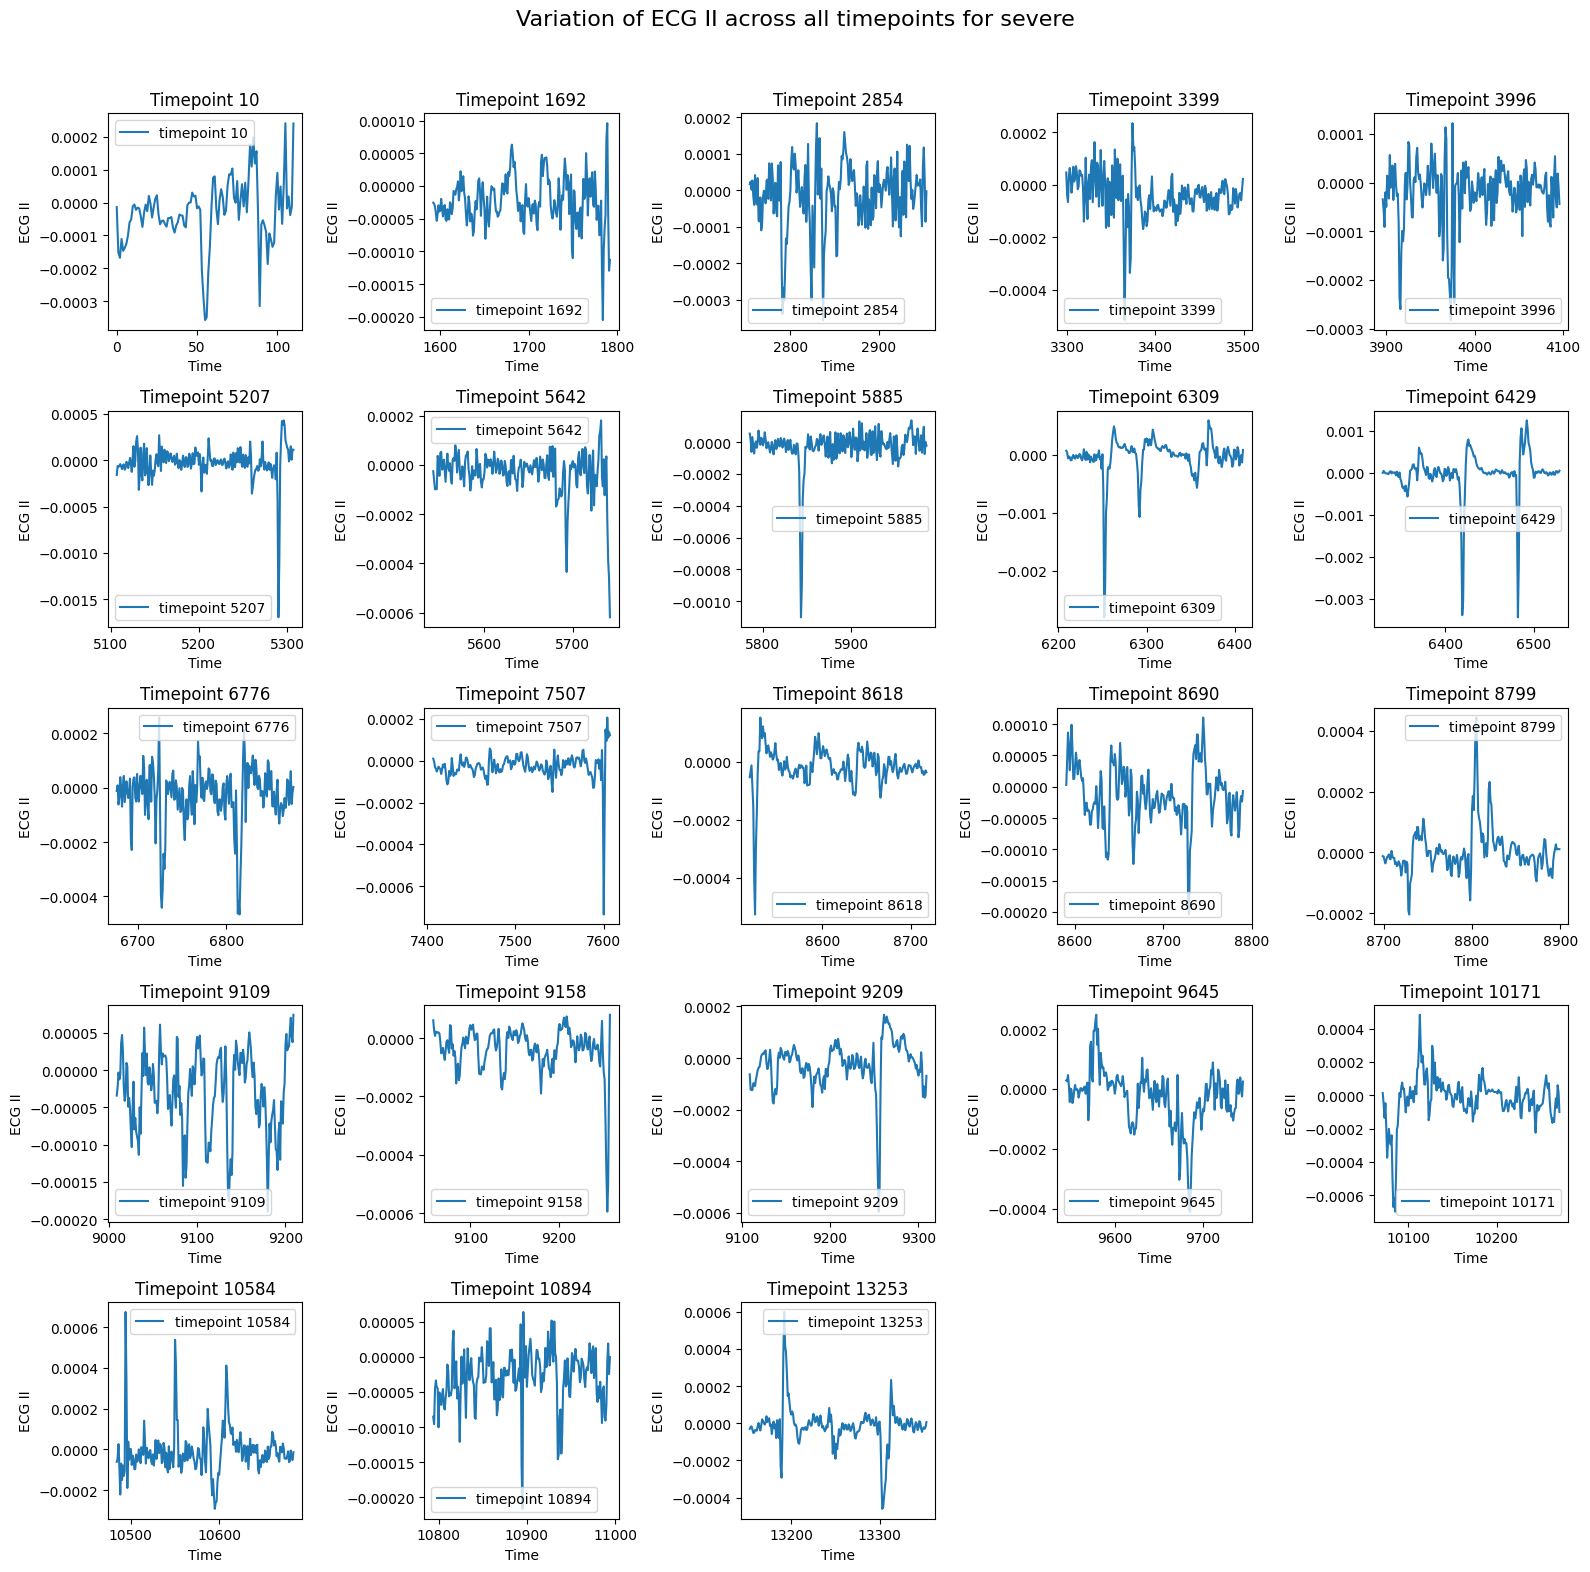 Variation of ECG II across all timepoints for severe
Timepoint 10
Timepoint 1692
Timepoint 2854
Timepoint 3399
Timepoint 3996
ECG II
0.0002
0.0001
0.0000
−0.0001
−0.0002
−0.0003
timepoint 10
0 50 100
Time
ECG II
0.00010
0.00005
0.00000
−0.00005
−0.00010
−0.00015
−0.00020
timepoint 1692
1600 1700 1800
Time
ECG II
0.0002
0.0001
0.0000
−0.0001
−0.0002
−0.0003
timepoint 2854
2800 2900
Time
ECG II
0.0002
0.0000
−0.0002
−0.0004
timepoint 3399
3300 3400 3500
Time
ECG II
0.0001
0.0000
−0.0001
−0.0002
−0.0003
timepoint 3996
3900 4000 4100
Time
Timepoint 5207
Timepoint 5642
Timepoint 5885
Timepoint 6309
Timepoint 6429
ECG II
0.0005
0.0000
−0.0005
−0.0010
−0.0015
timepoint 5207
5100 5200 5300
Time
ECG II
0.0002
0.0000
−0.0002
−0.0004
−0.0006
timepoint 5642
5600 5700
Time
ECG II
0.0000
−0.0002
−0.0004
−0.0006
−0.0008
−0.0010
timepoint 5885
5800 5900
Time
ECG II
0.000
−0.001
−0.002
timepoint 6309
6200 6300 6400
Time
ECG II
0.001
0.000
−0.001
−0.002
−0.003
timepoint 6429
6400 6500
Time
Timepoint 6776
Timepoint 7507
Timepoint 8618
Timepoint 8690
Timepoint 8799
ECG II
0.0002
0.0000
−0.0002
−0.0004
timepoint 6776
6700 6800
Time
ECG II
0.0002
0.0000
−0.0002
−0.0004
−0.0006
timepoint 7507
7400 7500 7600
Time
ECG II
0.0000
−0.0002
−0.0004
timepoint 8618
8600 8700
Time
ECG II
0.00010
0.00005
0.00000
−0.00005
−0.00010
−0.00015
−0.00020
timepoint 8690
8600 8700 8800
Time
ECG II
0.0004
0.0002
0.0000
−0.0002
timepoint 8799
8700 8800 8900
Time
Timepoint 9109
Timepoint 9158
Timepoint 9209
Timepoint 9645
Timepoint 10171
ECG II
0.00005
0.00000
−0.00005
−0.00010
−0.00015
−0.00020
timepoint 9109
9000 9100 9200
Time
ECG II
0.0000
−0.0002
−0.0004
−0.0006
timepoint 9158
9100 9200
Time
ECG II
0.0002
0.0000
−0.0002
−0.0004
−0.0006
timepoint 9209
9100 9200 9300
Time
ECG II
0.0002
0.0000
−0.0002
−0.0004
timepoint 9645
9600 9700
Time
ECG II
0.0004
0.0002
0.0000
−0.0002
−0.0004
−0.0006
timepoint 10171
10100 10200
Time
Timepoint 10584
Timepoint 10894
Timepoint 13253
ECG II
0.0006
0.0004
0.0002
0.0000
−0.0002
timepoint 10584
10500 10600
Time
ECG II
0.00005
0.00000
−0.00005
−0.00010
−0.00015
−0.00020
timepoint 10894
10800 10900 11000
Time
ECG II
0.0006
0.0004
0.0002
0.0000
−0.0002
−0.0004
timepoint 13253
13200 13300
Time